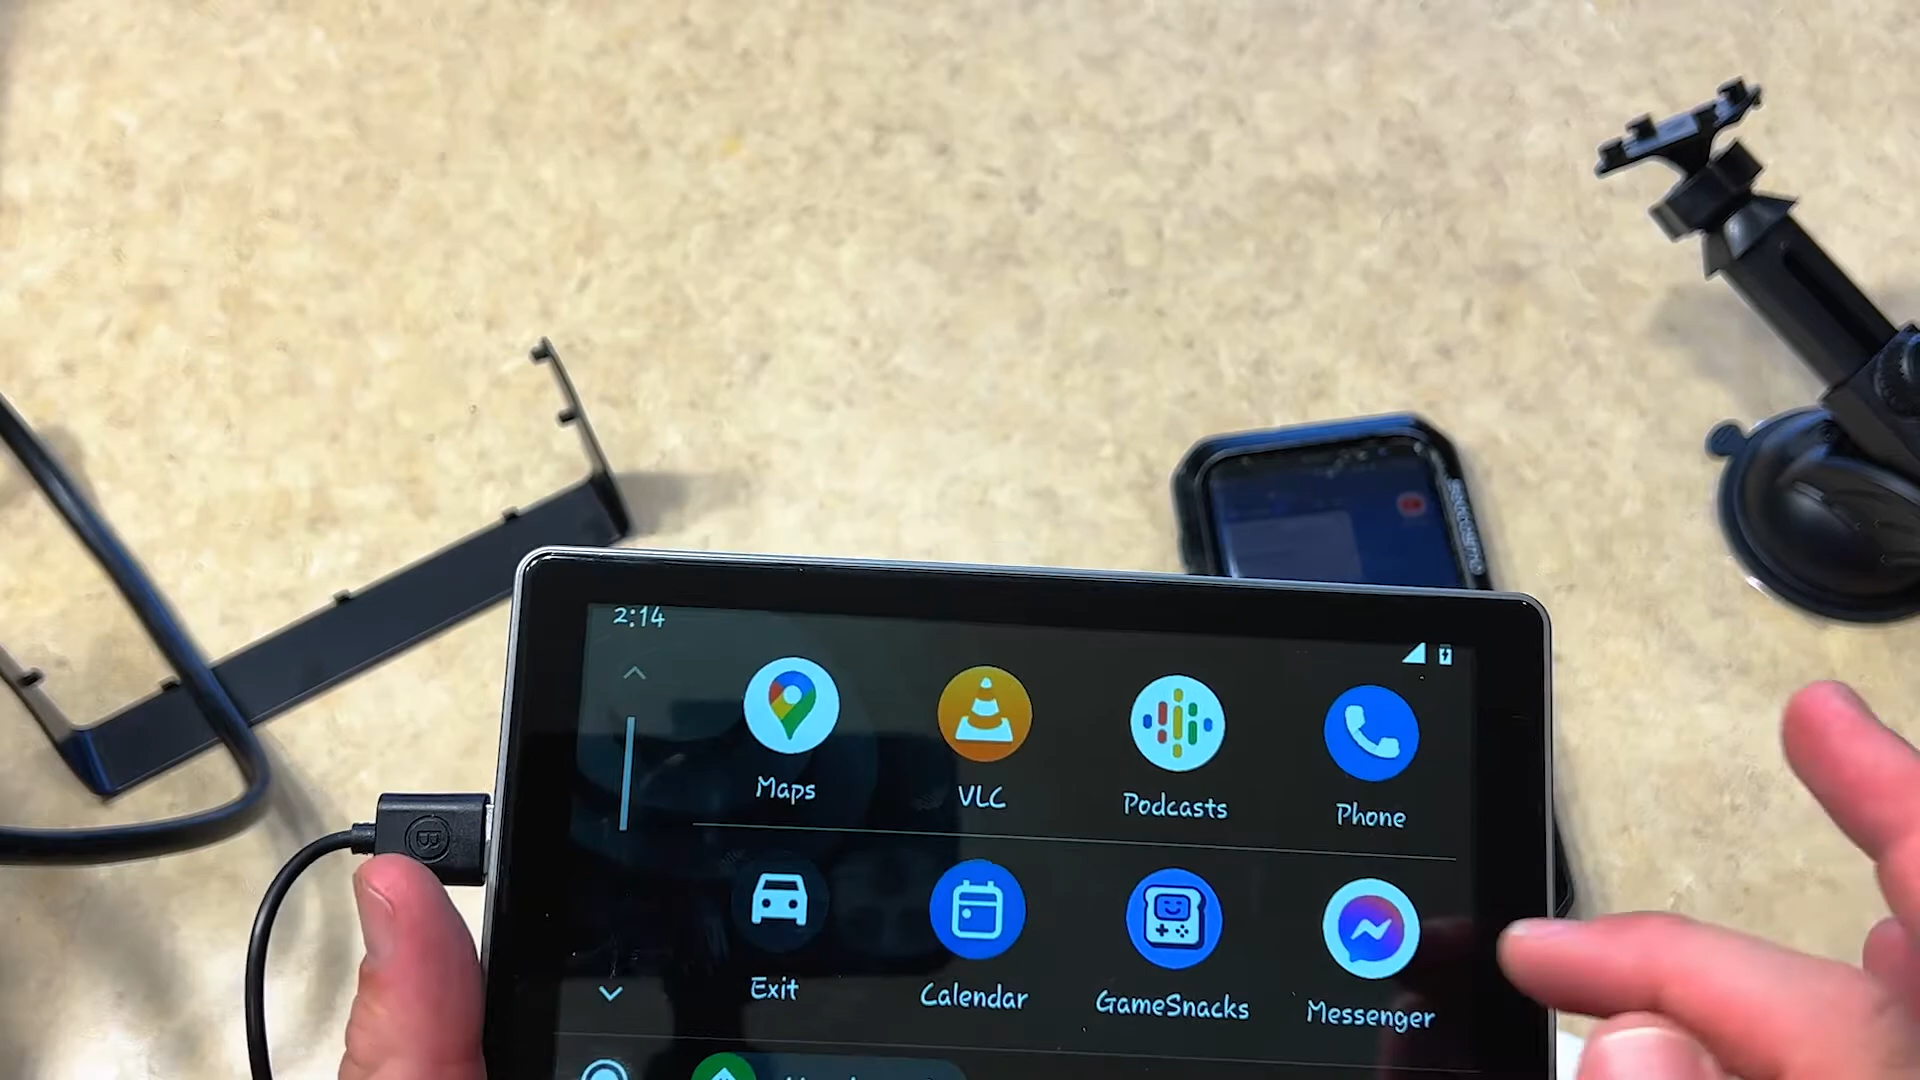 2:14
Maps
VLC
Podcasts
Phone
Exit
Calendar
GameSnacks
Messenger
B